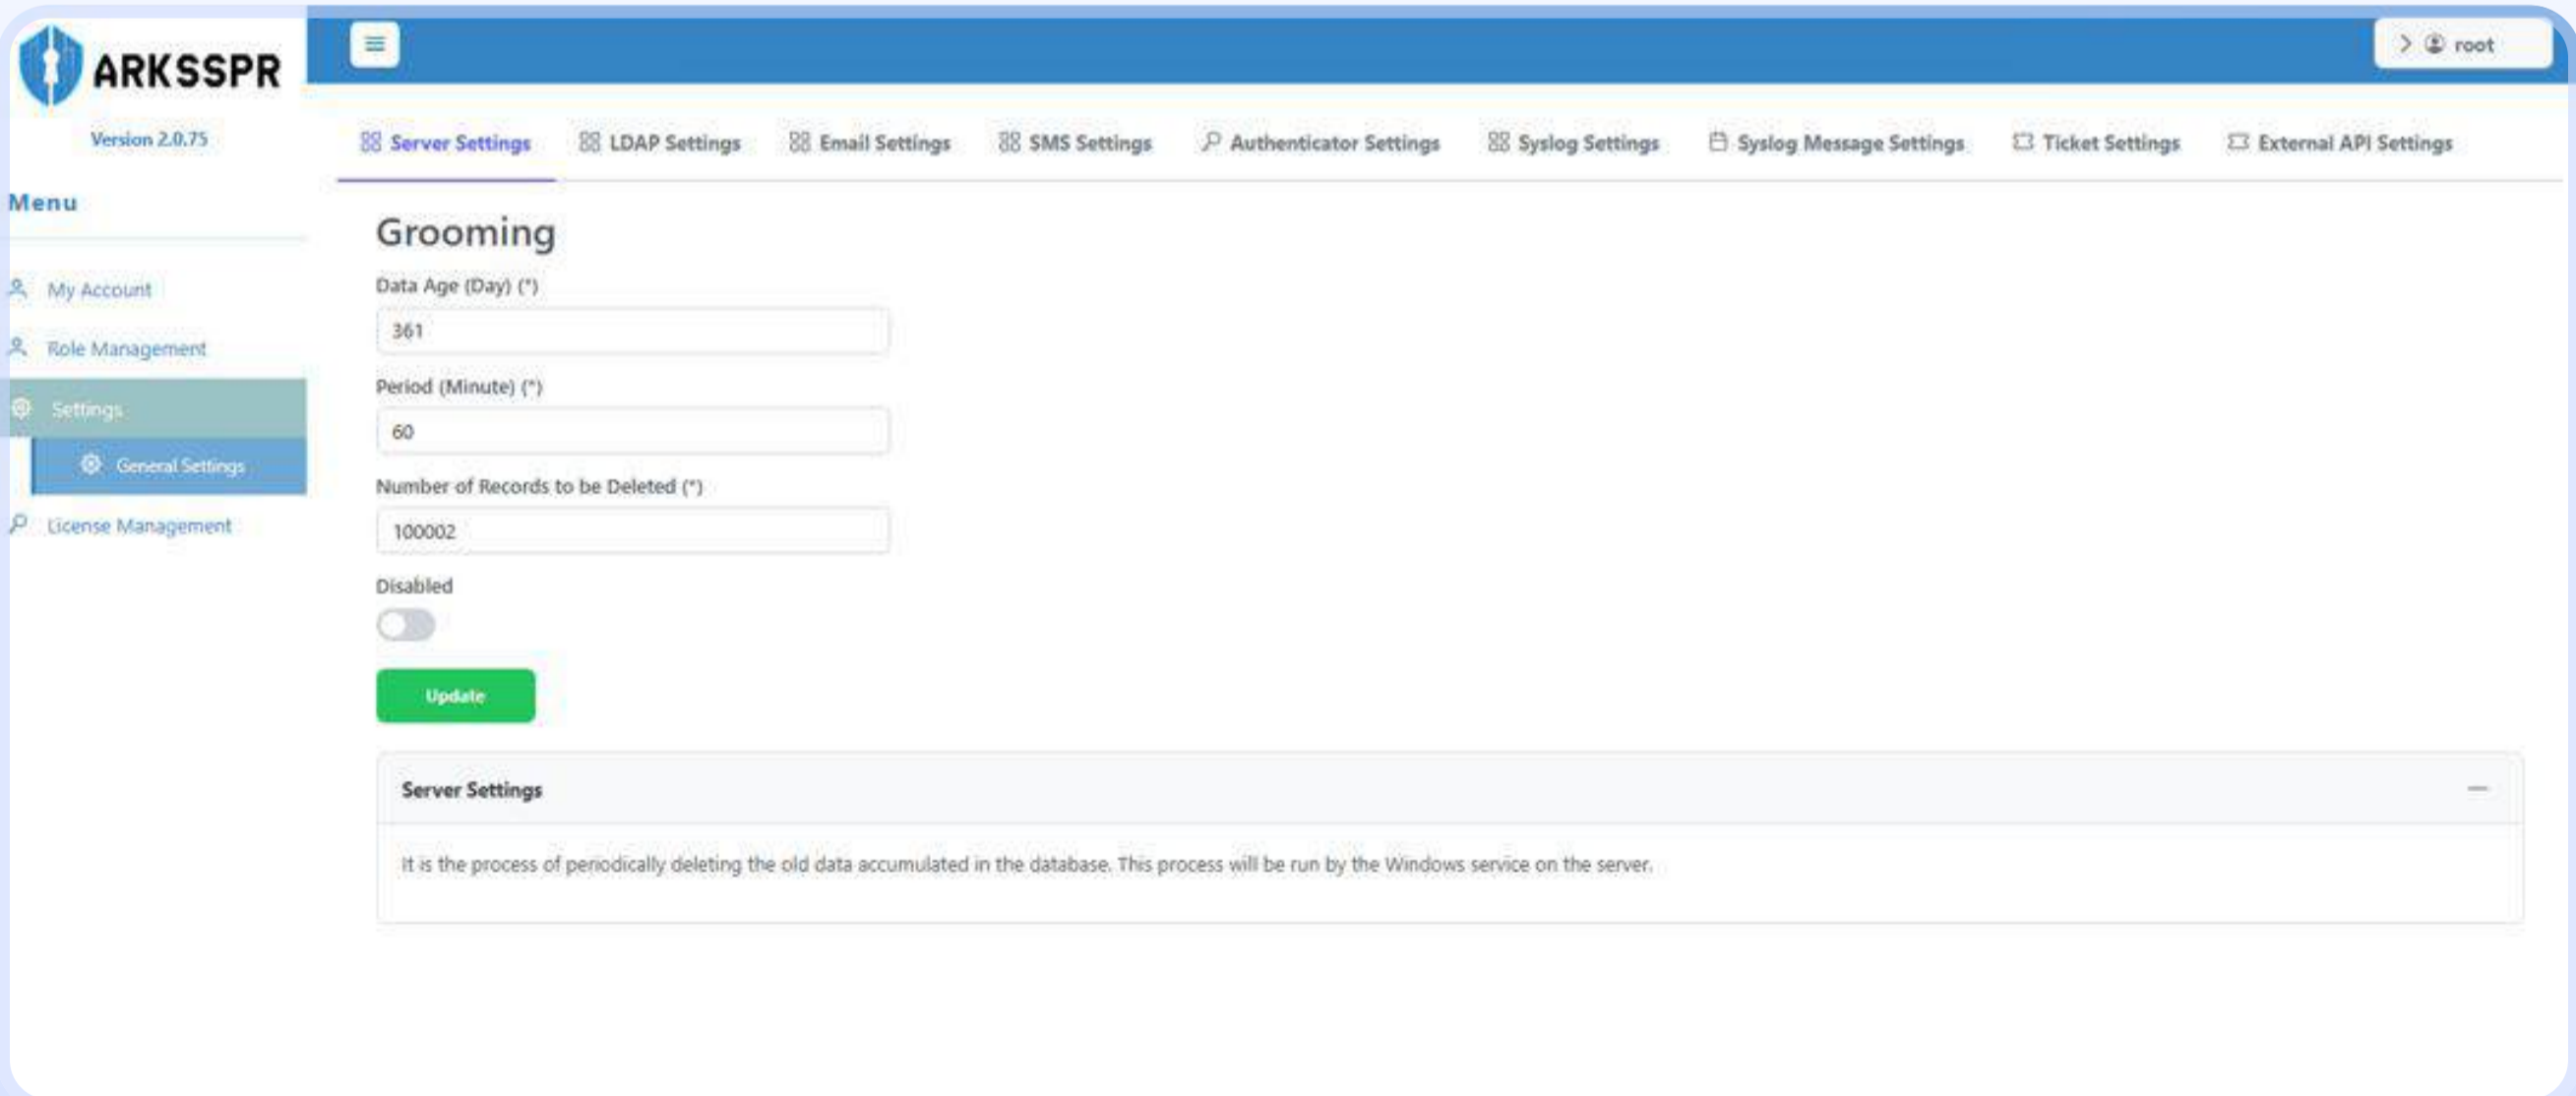 ARKSSPR
Version 2.0.75
Menu
My Account
Role Management
Settings
General Settings
License Management
root
Server Settings LDAP Settings Email Settings SMS Settings Authenticator Settings Syslog Settings Syslog Message Settings Ticket Settings External API Settings
Grooming
Data Age (Day) (*)
361
Period (Minute) (*)
60
Number of Records to be Deleted (*)
100002
Disabled
Update
Server Settings
It is the process of periodically deleting the old data accumulated in the database. This process will be run by the Windows service on the server.